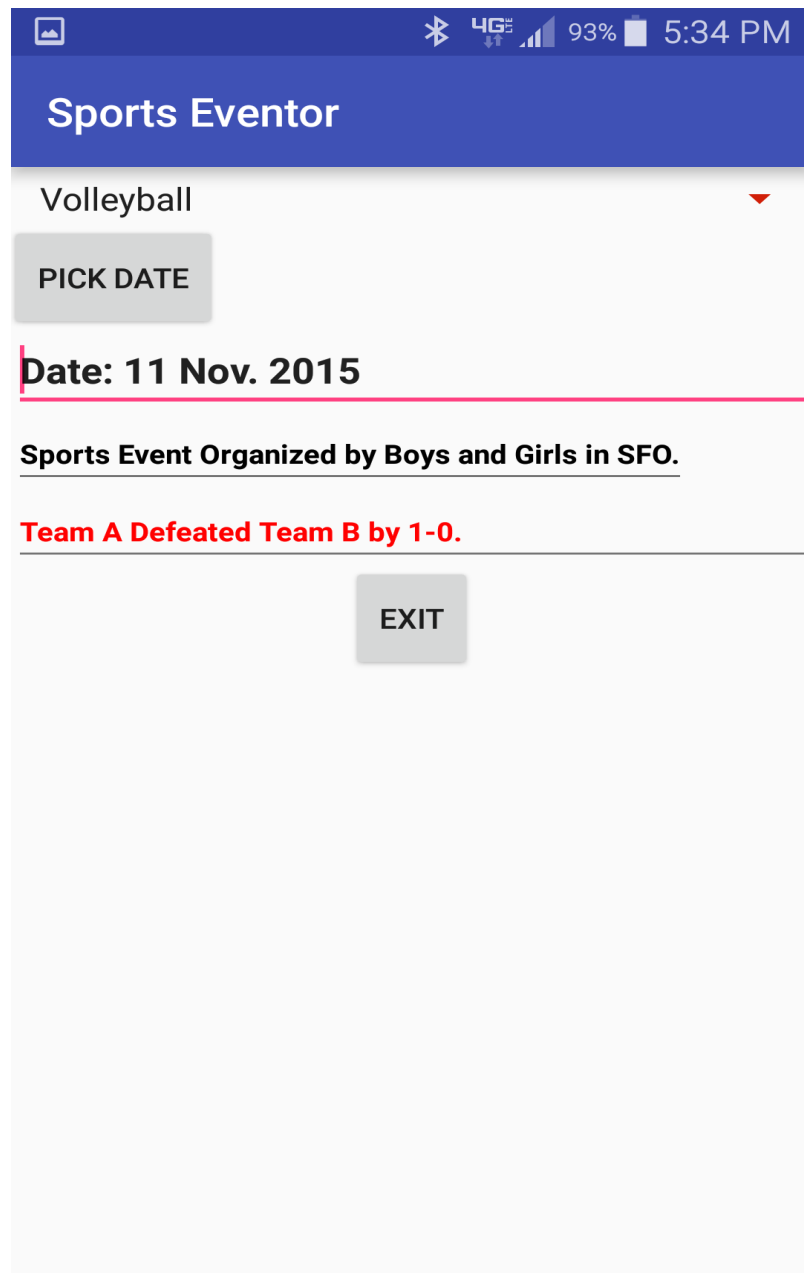 4G LTE 93% 5:34 PM
Sports Eventor
Volleyball
PICK DATE
Date: 11 Nov. 2015
Sports Event Organized by Boys and Girls in SFO.
Team A Defeated Team B by 1-0.
EXIT